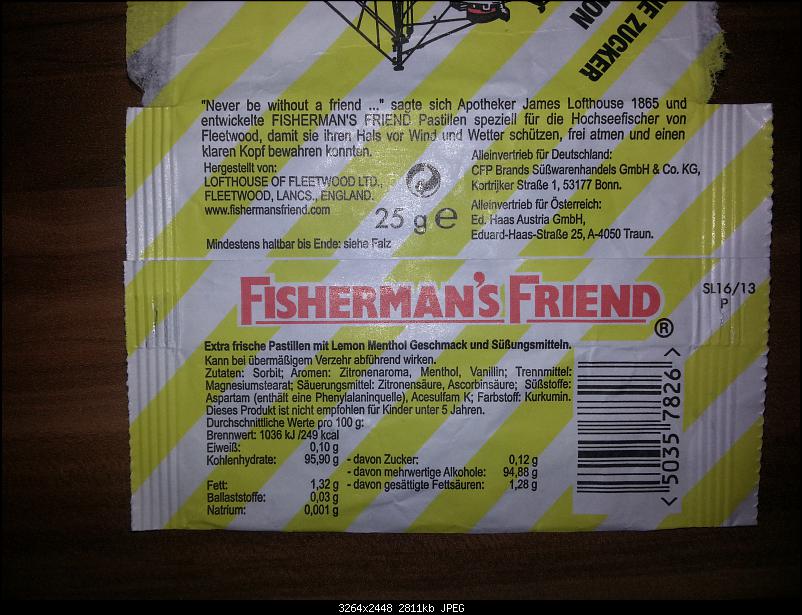 NE ZUCKER
ON
"Never be without a friend ..." sagte sich Apotheker James Lofthouse 1865 und
entwickelte FISHERMAN'S FRIEND Pastillen speziell für die Hochseefischer von
Fleetwood, damit sie ihren Hals vor Wind und Wetter schützen, frei atmen und einen
klaren Kopf bewahren konnten.
Hergestellt von:
LOFTHOUSE OF FLEETWOOD LTD.,
FLEETWOOD, LANCS., ENGLAND.
www.fishermansfriend.com
25 g e
Mindestens haltbar bis Ende: siehe Falz
Alleinvertrieb für Deutschland:
CFP Brands Süßwarenhandels GmbH & Co. KG,
Kortrijker Straße 1, 53177 Bonn.
Alleinvertrieb für Österreich:
Ed. Haas Austria GmbH,
Eduard-Haas-Straße 25, A-4050 Traun.
FISHERMAN'S FRIEND
®
SL16/13
P
Extra frische Pastillen mit Lemon Menthol Geschmack und Süßungsmitteln.
Kann bei übermäßigem Verzehr abführend wirken.
Zutaten: Sorbit; Aromen: Zitronenaroma, Menthol, Vanillin; Trennmittel:
Magnesiumstearat; Säuerungsmittel: Zitronensäure, Ascorbinsäure; Süßstoffe:
Aspartam (enthält eine Phenylalaninquelle), Acesulfam K; Farbstoff: Kurkumin.
Dieses Produkt ist nicht empfohlen für Kinder unter 5 Jahren.
Durchschnittliche Werte pro 100 g:
Brennwert: 1036 kJ /249 kcal
Eiweiß: 0,10 g
Kohlenhydrate: 95,90 g - davon Zucker: 0,12 g
- davon mehrwertige Alkohole: 94,88 g
Fett: 1,32 g - davon gesättigte Fettsäuren: 1,28 g
Ballaststoffe: 0,03 g
Natrium: 0,001 g
< 5035 7826 >
3264x2448 2811kb JPEG